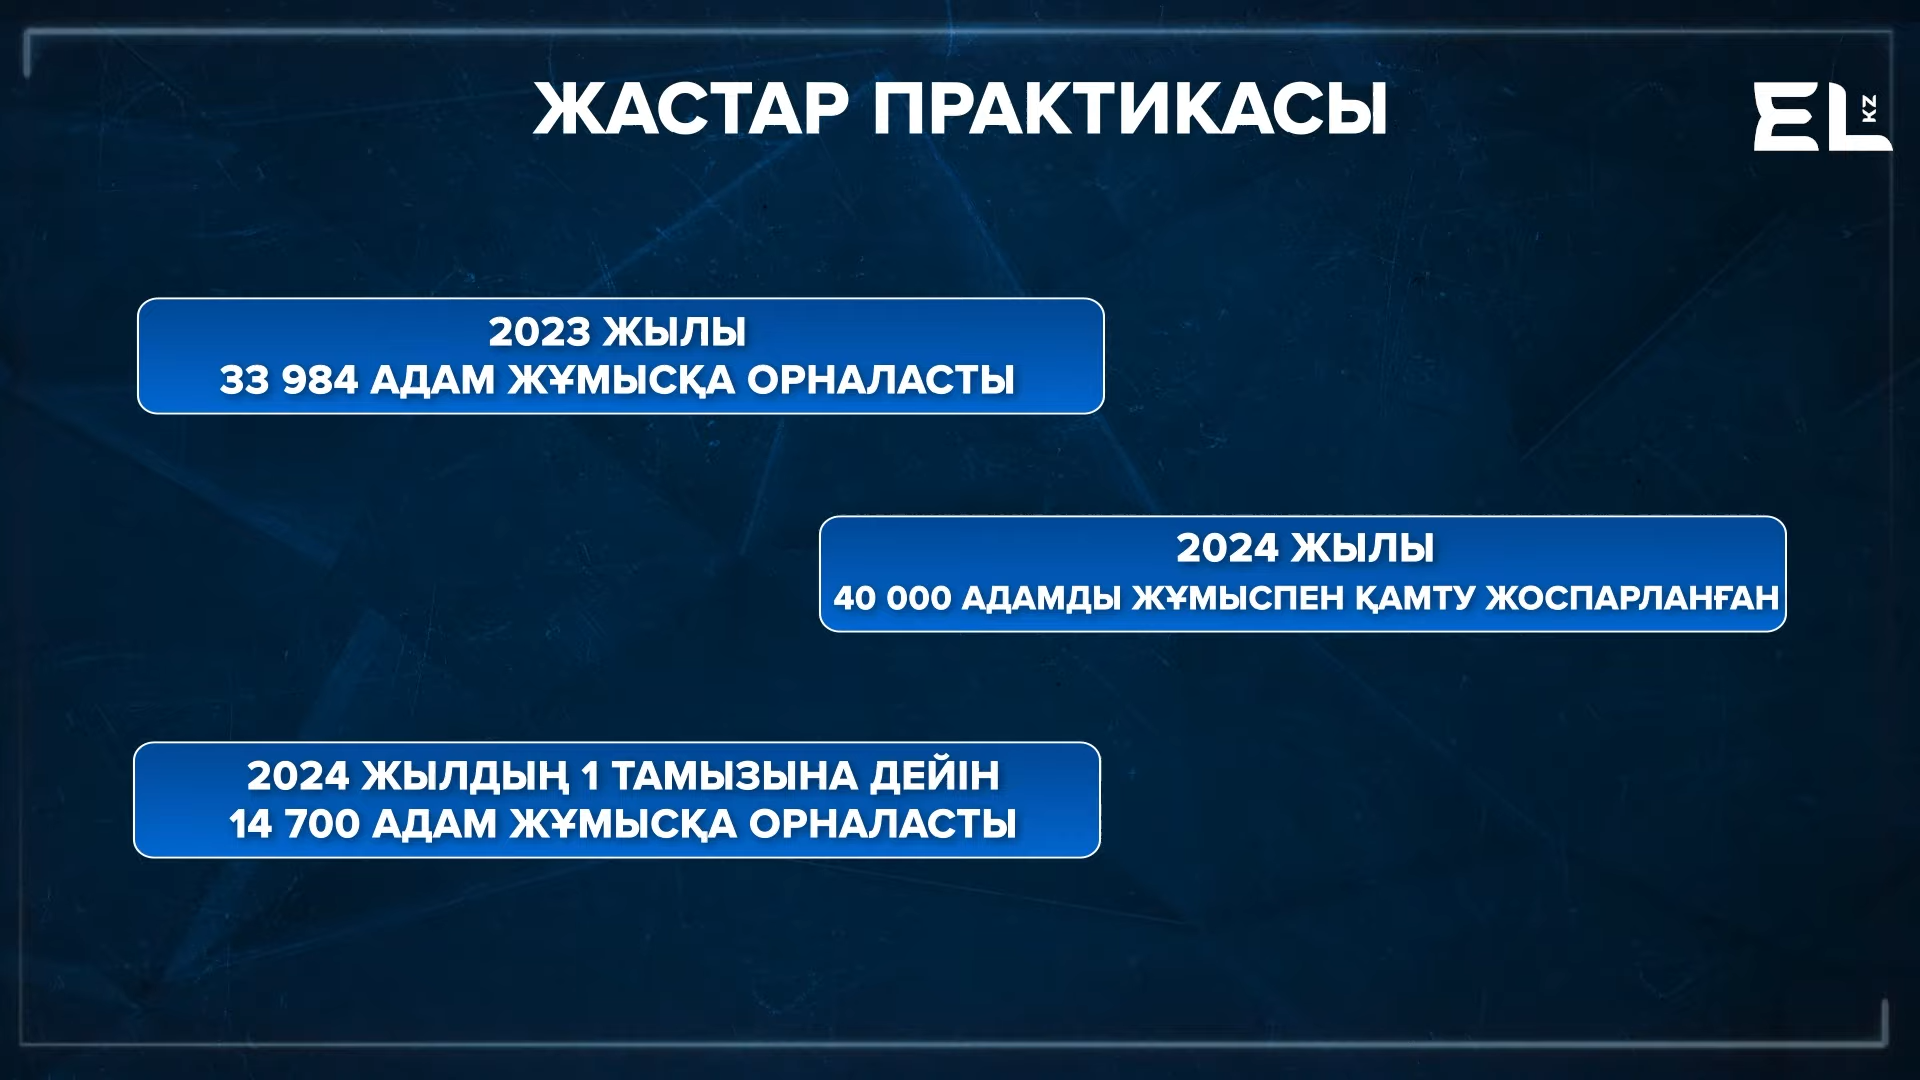 ЖАСТАР ПРАКТИКАСЫ
EL KZ
2023 ЖЫЛЫ
33 984 АДАМ ЖҰМЫСҚА ОРНАЛАСТЫ
2024 ЖЫЛЫ
40 000 АДАМДЫ ЖҰМЫСПЕН ҚАМТУ ЖОСПАРЛАНҒАН
2024 ЖЫЛДЫҢ 1 ТАМЫЗЫНА ДЕЙІН
14 700 АДАМ ЖҰМЫСҚА ОРНАЛАСТЫ